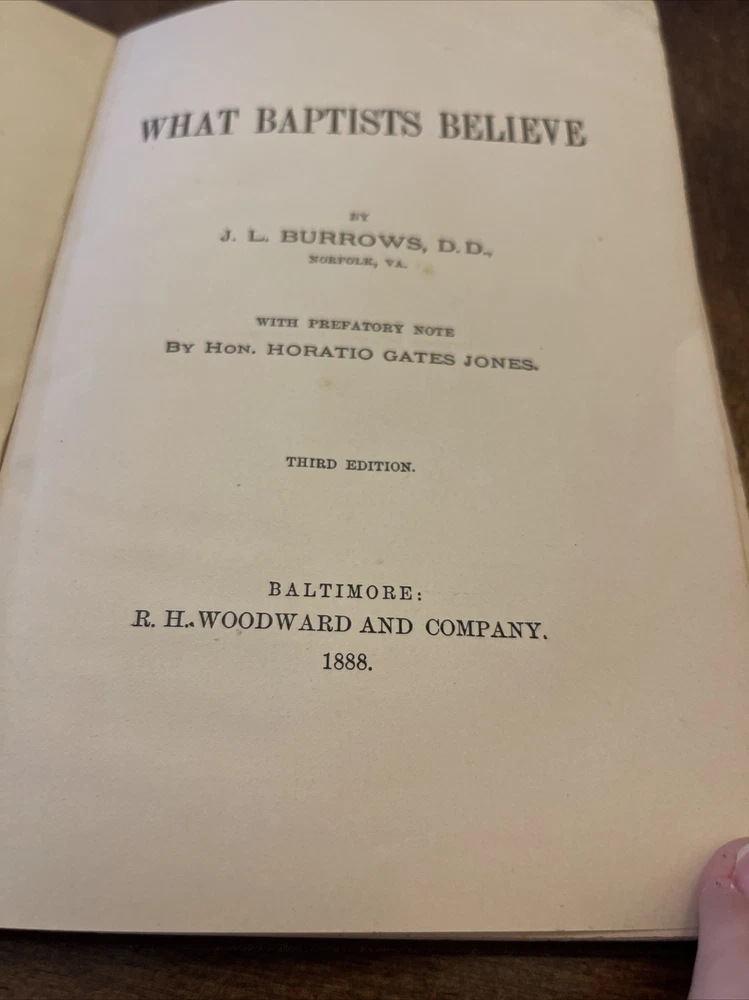 WHAT BAPTISTS BELIEVE
BY
J. L. BURROWS, D. D.,
NORFOLK, VA.
WITH PREFATORY NOTE
BY HON. HORATIO GATES JONES.
THIRD EDITION.
BALTIMORE:
R. H. WOODWARD AND COMPANY.
1888.